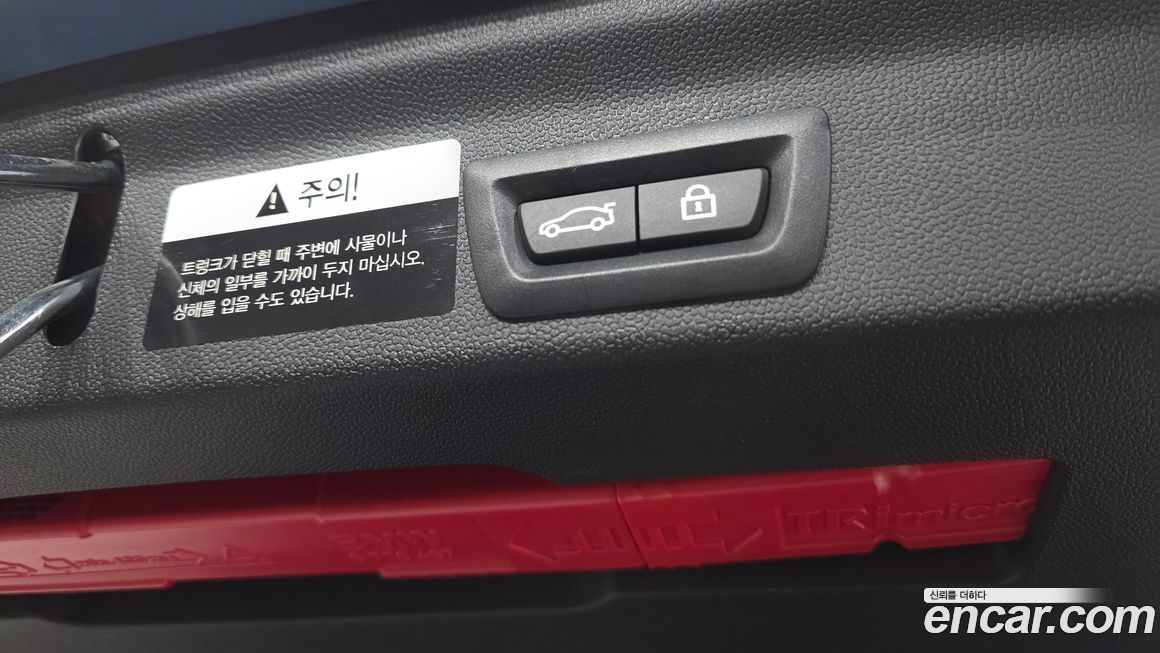 주의!
트렁크가 닫힐 때 주변에 사물이나
신체의 일부를 가까이 두지 마십시오.
상해를 입을 수도 있습니다.
TRimicro
신뢰를 더하다
encar.com